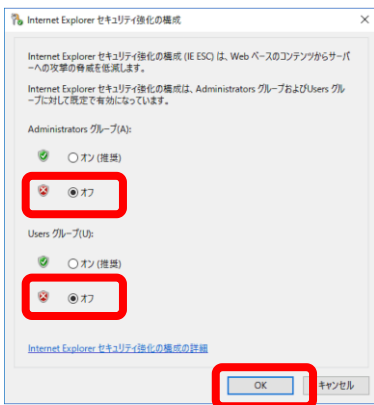 Internet Explorer セキュリティ強化の構成
Internet Explorer セキュリティ強化の構成 (IE ESC) は、Web ベースのコンテンツからサーバ
ーへの攻撃の脅威を低減します。
Internet Explorer セキュリティ強化の構成は、Administrators グループおよびUsers グル
ープに対して既定で有効になっています。
Administrators グループ(A):
オン (推奨)
オフ
Users グループ(U):
オン (推奨)
オフ
Internet Explorer セキュリティ強化の構成の詳細
OK キャンセル